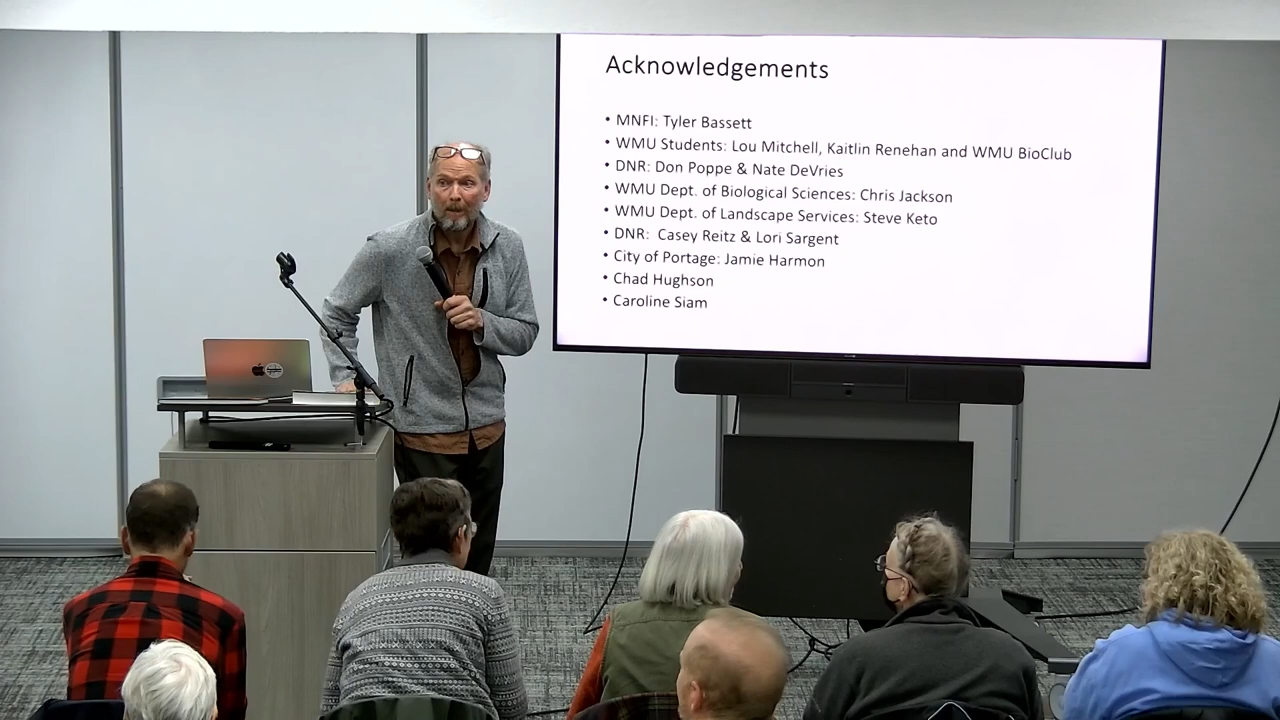 Acknowledgements
• MNFI: Tyler Bassett
• WMU Students: Lou Mitchell, Kaitlin Renehan and WMU BioClub
• DNR: Don Poppe & Nate DeVries
• WMU Dept. of Biological Sciences: Chris Jackson
• WMU Dept. of Landscape Services: Steve Keto
• DNR: Casey Reitz & Lori Sargent
• City of Portage: Jamie Harmon
• Chad Hughson
• Caroline Siam